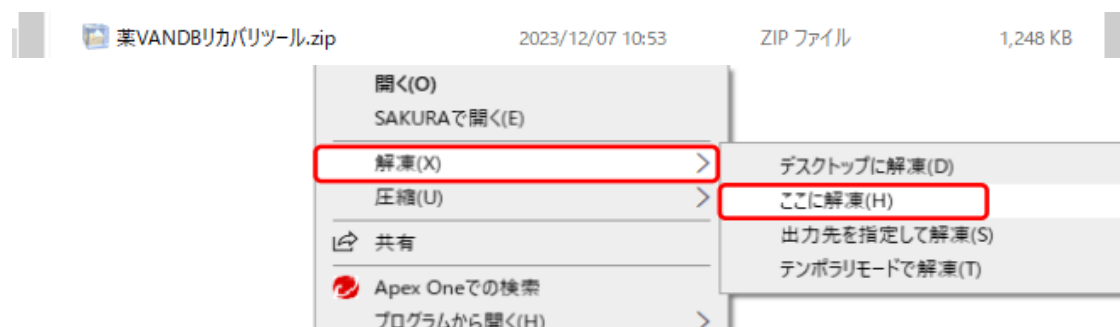 薬VANDBリカバリツール.zip 2023/12/07 10:53 ZIP ファイル 1,248 KB
開く(O)
SAKURAで開く(E)
解凍(X)
圧縮(U)
共有
Apex Oneでの検索
プログラムから開く(H)
デスクトップに解凍(D)
ここに解凍(H)
出力先を指定して解凍(S)
テンポラリモードで解凍(T)